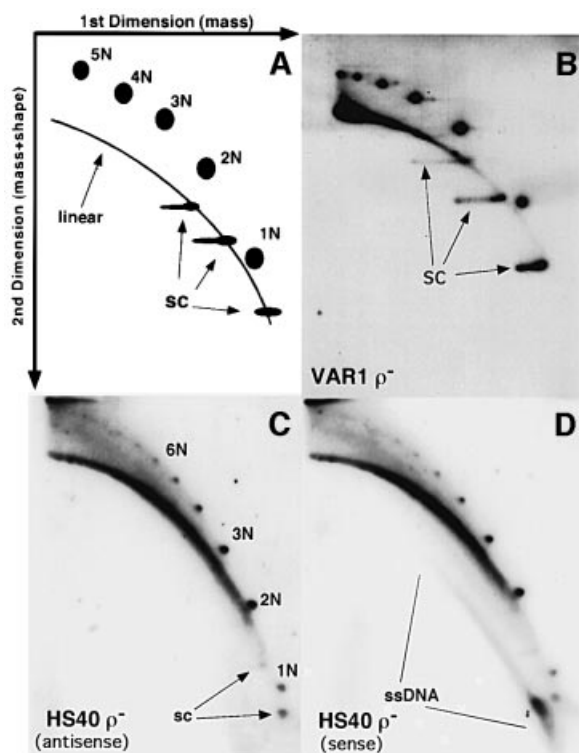 1st Dimension (mass)
2nd Dimension (mass+shape)
A
5N
4N
3N
2N
1N
linear
sc
B
SC
VAR1 ρ-
C
6N
3N
2N
1N
sc
HS40 ρ-
(antisense)
D
ssDNA
HS40 ρ-
(sense)